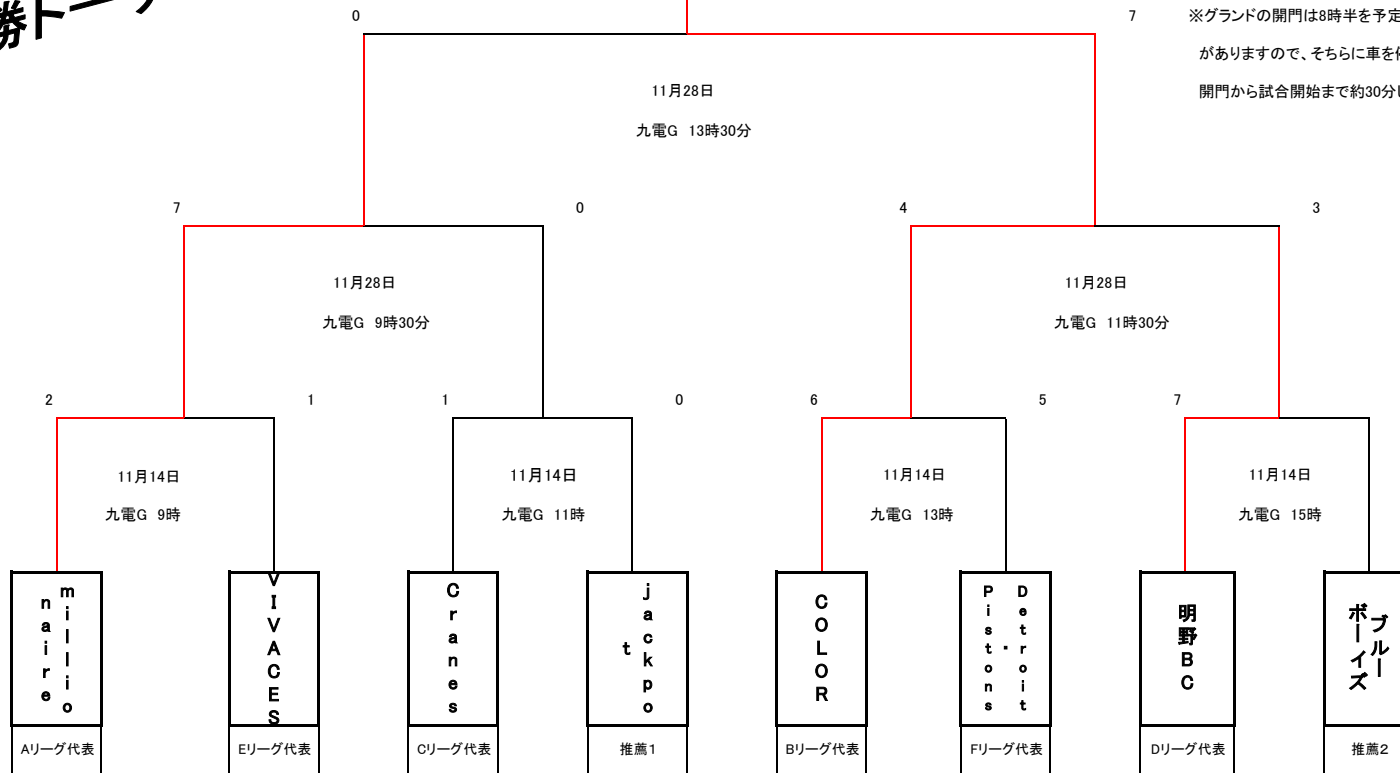 勝トーナ
0
7
※グランドの開門は8時半を予定
がありますので、そちらに車を
開門から試合開始まで約30分
11月28日
九電G 13時30分
7
0
4
3
11月28日
九電G 9時30分
11月28日
九電G 11時30分
2
1
1
0
6
5
7
11月14日
九電G 9時
11月14日
九電G 11時
11月14日
九電G 13時
11月14日
九電G 15時
millionaire
VIVACES
Cranes
jackpot
COLOR
Detroit・Pistons
明野BC
ブルーボーイズ
Aリーグ代表
Eリーグ代表
Cリーグ代表
推薦1
Bリーグ代表
Fリーグ代表
Dリーグ代表
推薦2